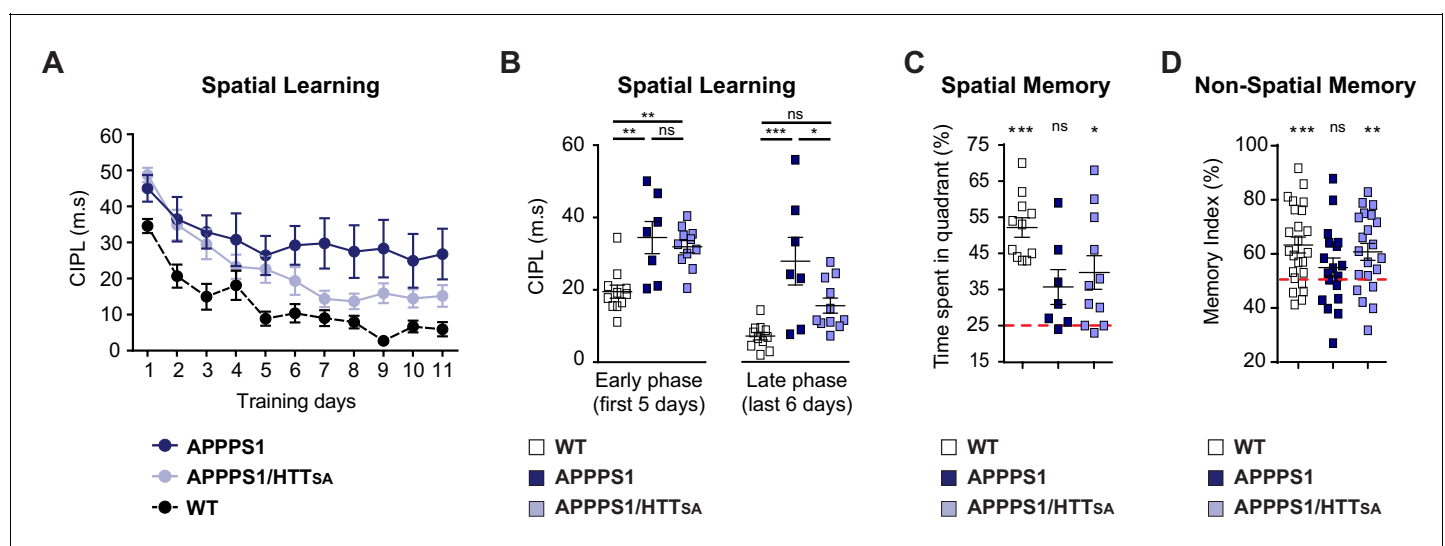 A
Spatial Learning
CIPL (m.s)
60
50
40
30
20
10
0
1 2 3 4 5 6 7 8 9 10 11
Training days
APPPS1
APPPS1/HTTSA
WT
B
Spatial Learning
** ns
** ns *** *
CIPL (m.s)
60
40
20
0
Early phase
(first 5 days)
Late phase
(last 6 days)
WT
APPPS1
APPPS1/HTTSA
C
Spatial Memory
*** ns *
Time spent in quadrant (%)
75
65
55
45
35
25
15
WT
APPPS1
APPPS1/HTTSA
D
Non-Spatial Memory
*** ns **
Memory Index (%)
100
80
60
40
20
WT
APPPS1
APPPS1/HTTSA